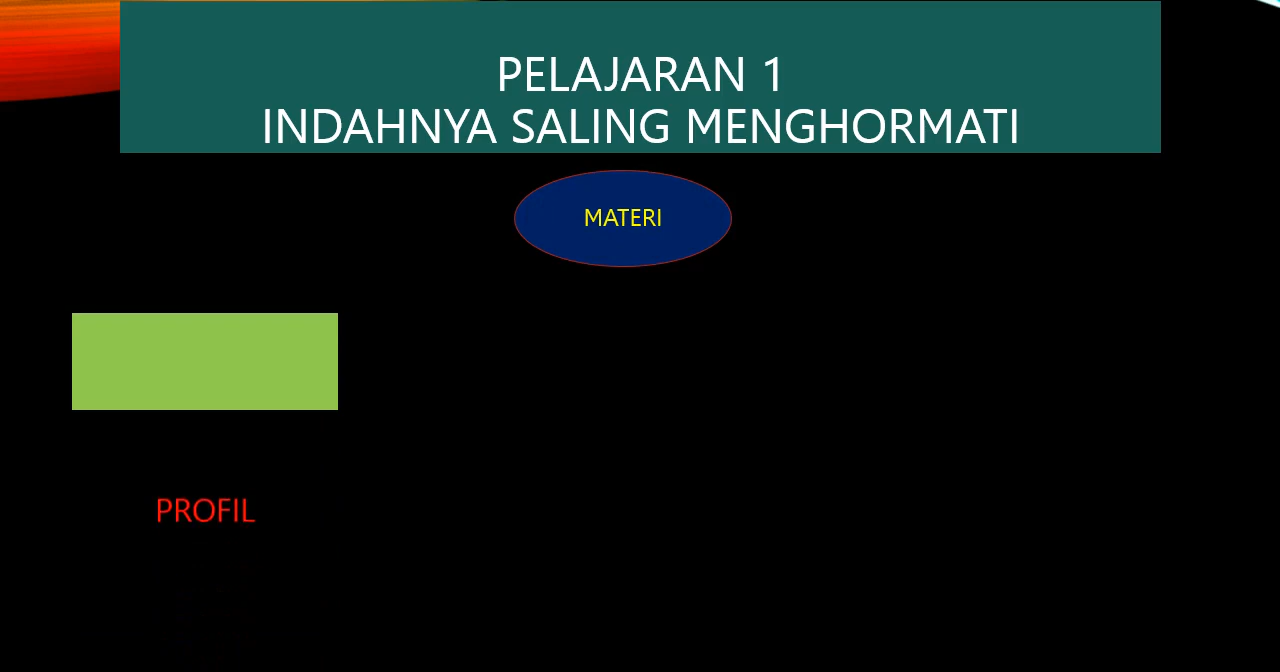 PELAJARAN 1
INDAHNYA SALING MENGHORMATI
MATERI
PROFIL